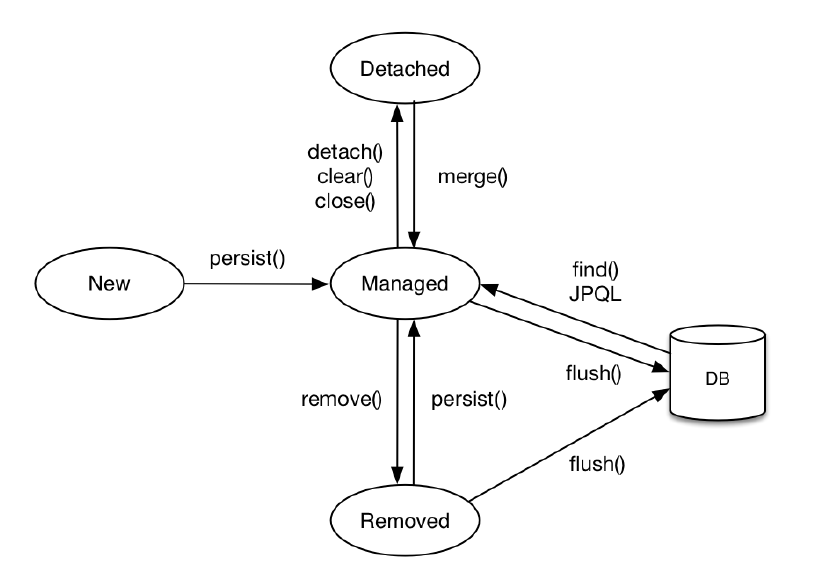 Detached
detach()
clear()
close()
merge()
persist()
New
Managed
find()
JPQL
flush()
DB
remove()
persist()
flush()
Removed